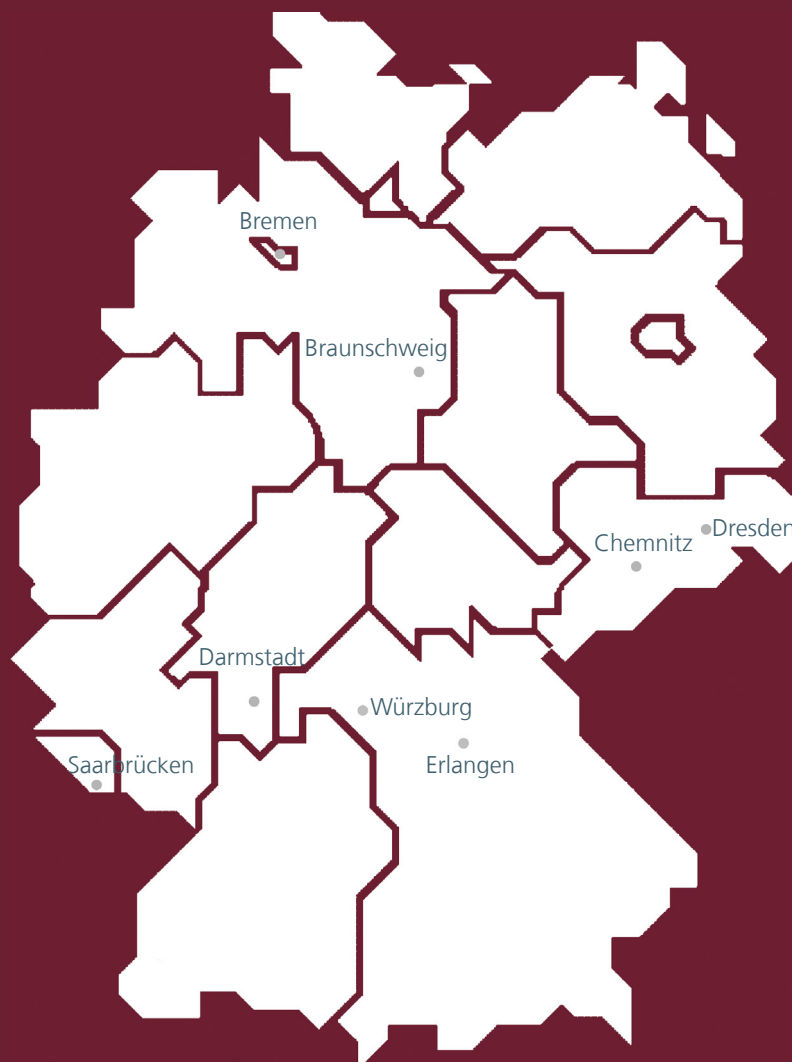 Bremen
Braunschweig
Dresden
Chemnitz
Darmstadt
Würzburg
Erlangen
Saarbrücken